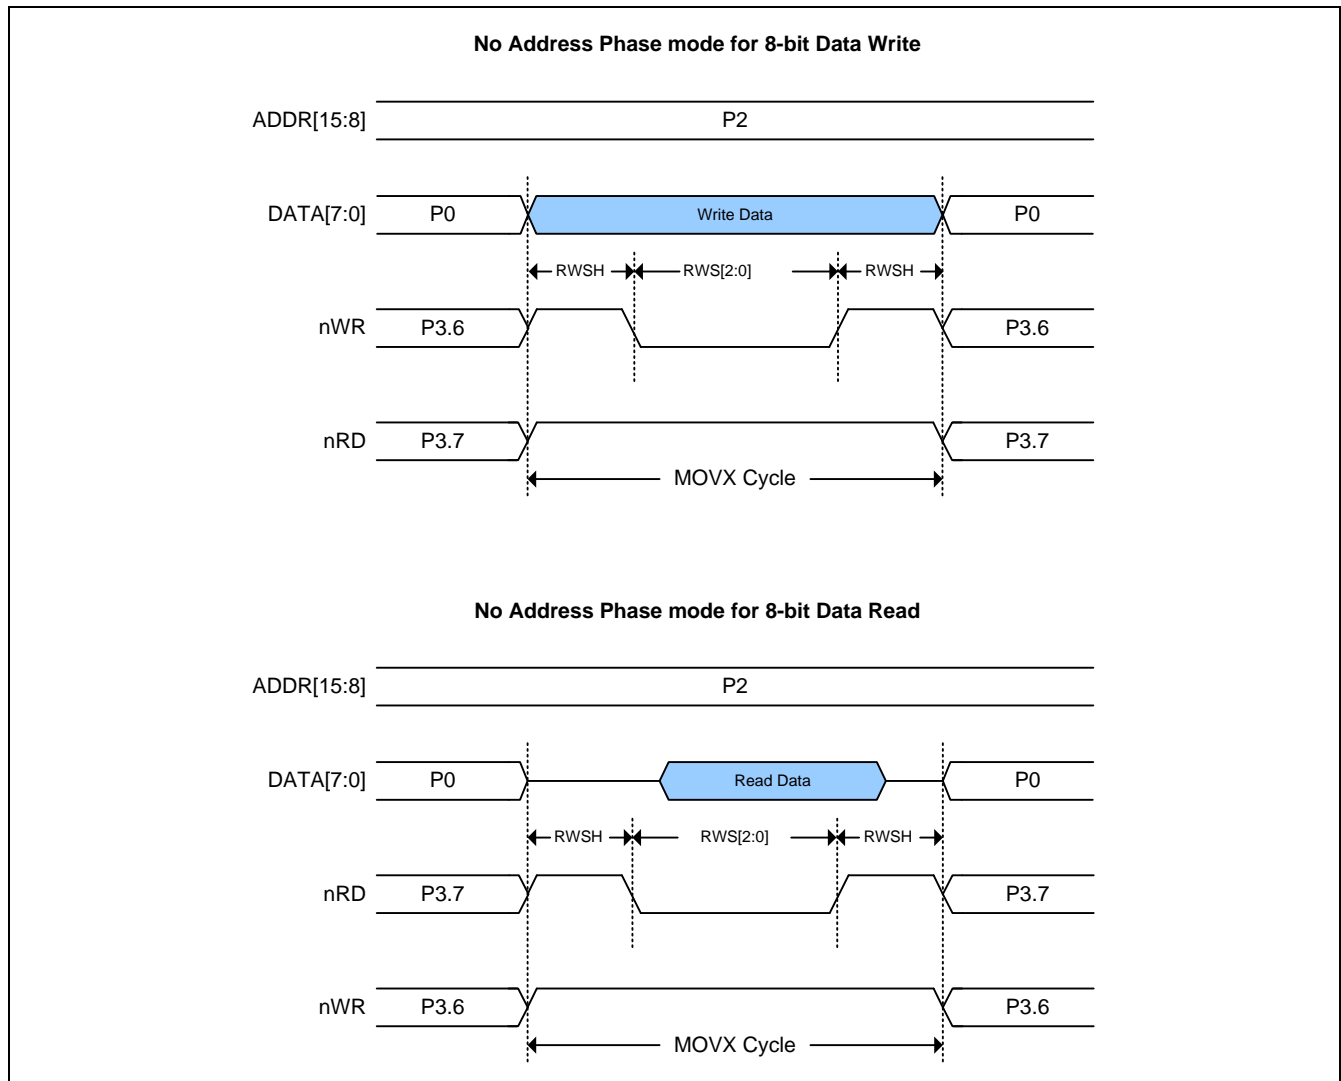 No Address Phase mode for 8-bit Data Write
ADDR[15:8] P2
DATA[7:0] P0 Write Data P0
RWSH RWS[2:0] RWSH
nWR P3.6 P3.6
nRD P3.7 P3.7
MOVX Cycle
No Address Phase mode for 8-bit Data Read
ADDR[15:8] P2
DATA[7:0] P0 Read Data P0
RWSH RWS[2:0] RWSH
nRD P3.7 P3.7
nWR P3.6 P3.6
MOVX Cycle